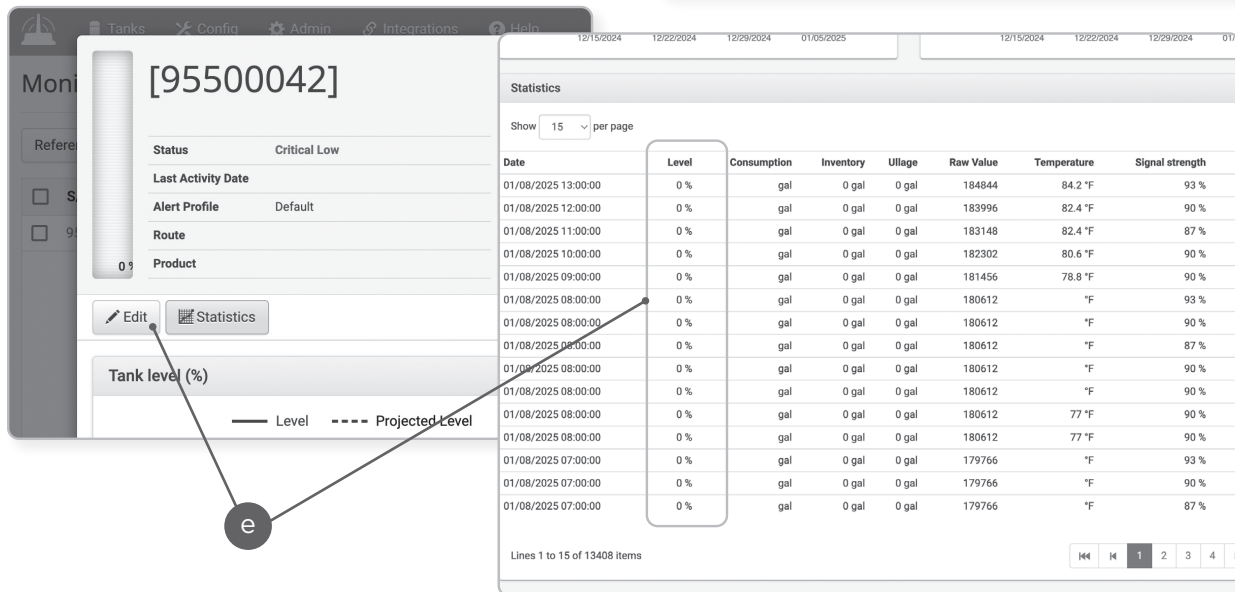 Tanks Config Admin Integrations Help
Moni
Refere
[95500042]
Status Critical Low
Last Activity Date
Alert Profile Default
Route
0 % Product
Edit Statistics
Tank level (%)
Level Projected Level
e
12/15/2024 12/22/2024 12/29/2024 01/05/2025 12/15/2024 12/22/2024 12/29/2024 01/
Statistics
Show 15 per page
Date Level Consumption Inventory Ullage Raw Value Temperature Signal strength
01/08/2025 13:00:00 0 % gal 0 gal 0 gal 184844 84.2 °F 93 %
01/08/2025 12:00:00 0 % gal 0 gal 0 gal 183996 82.4 °F 90 %
01/08/2025 11:00:00 0 % gal 0 gal 0 gal 183148 82.4 °F 87 %
01/08/2025 10:00:00 0 % gal 0 gal 0 gal 182302 80.6 °F 90 %
01/08/2025 09:00:00 0 % gal 0 gal 0 gal 181456 78.8 °F 90 %
01/08/2025 08:00:00 0 % gal 0 gal 0 gal 180612 °F 93 %
01/08/2025 08:00:00 0 % gal 0 gal 0 gal 180612 °F 90 %
01/08/2025 08:00:00 0 % gal 0 gal 0 gal 180612 °F 87 %
01/08/2025 08:00:00 0 % gal 0 gal 0 gal 180612 °F 90 %
01/08/2025 08:00:00 0 % gal 0 gal 0 gal 180612 °F 90 %
01/08/2025 08:00:00 0 % gal 0 gal 0 gal 180612 77 °F 90 %
01/08/2025 08:00:00 0 % gal 0 gal 0 gal 180612 77 °F 90 %
01/08/2025 07:00:00 0 % gal 0 gal 0 gal 179766 °F 93 %
01/08/2025 07:00:00 0 % gal 0 gal 0 gal 179766 °F 90 %
01/08/2025 07:00:00 0 % gal 0 gal 0 gal 179766 °F 87 %
Lines 1 to 15 of 13408 items 1 2 3 4